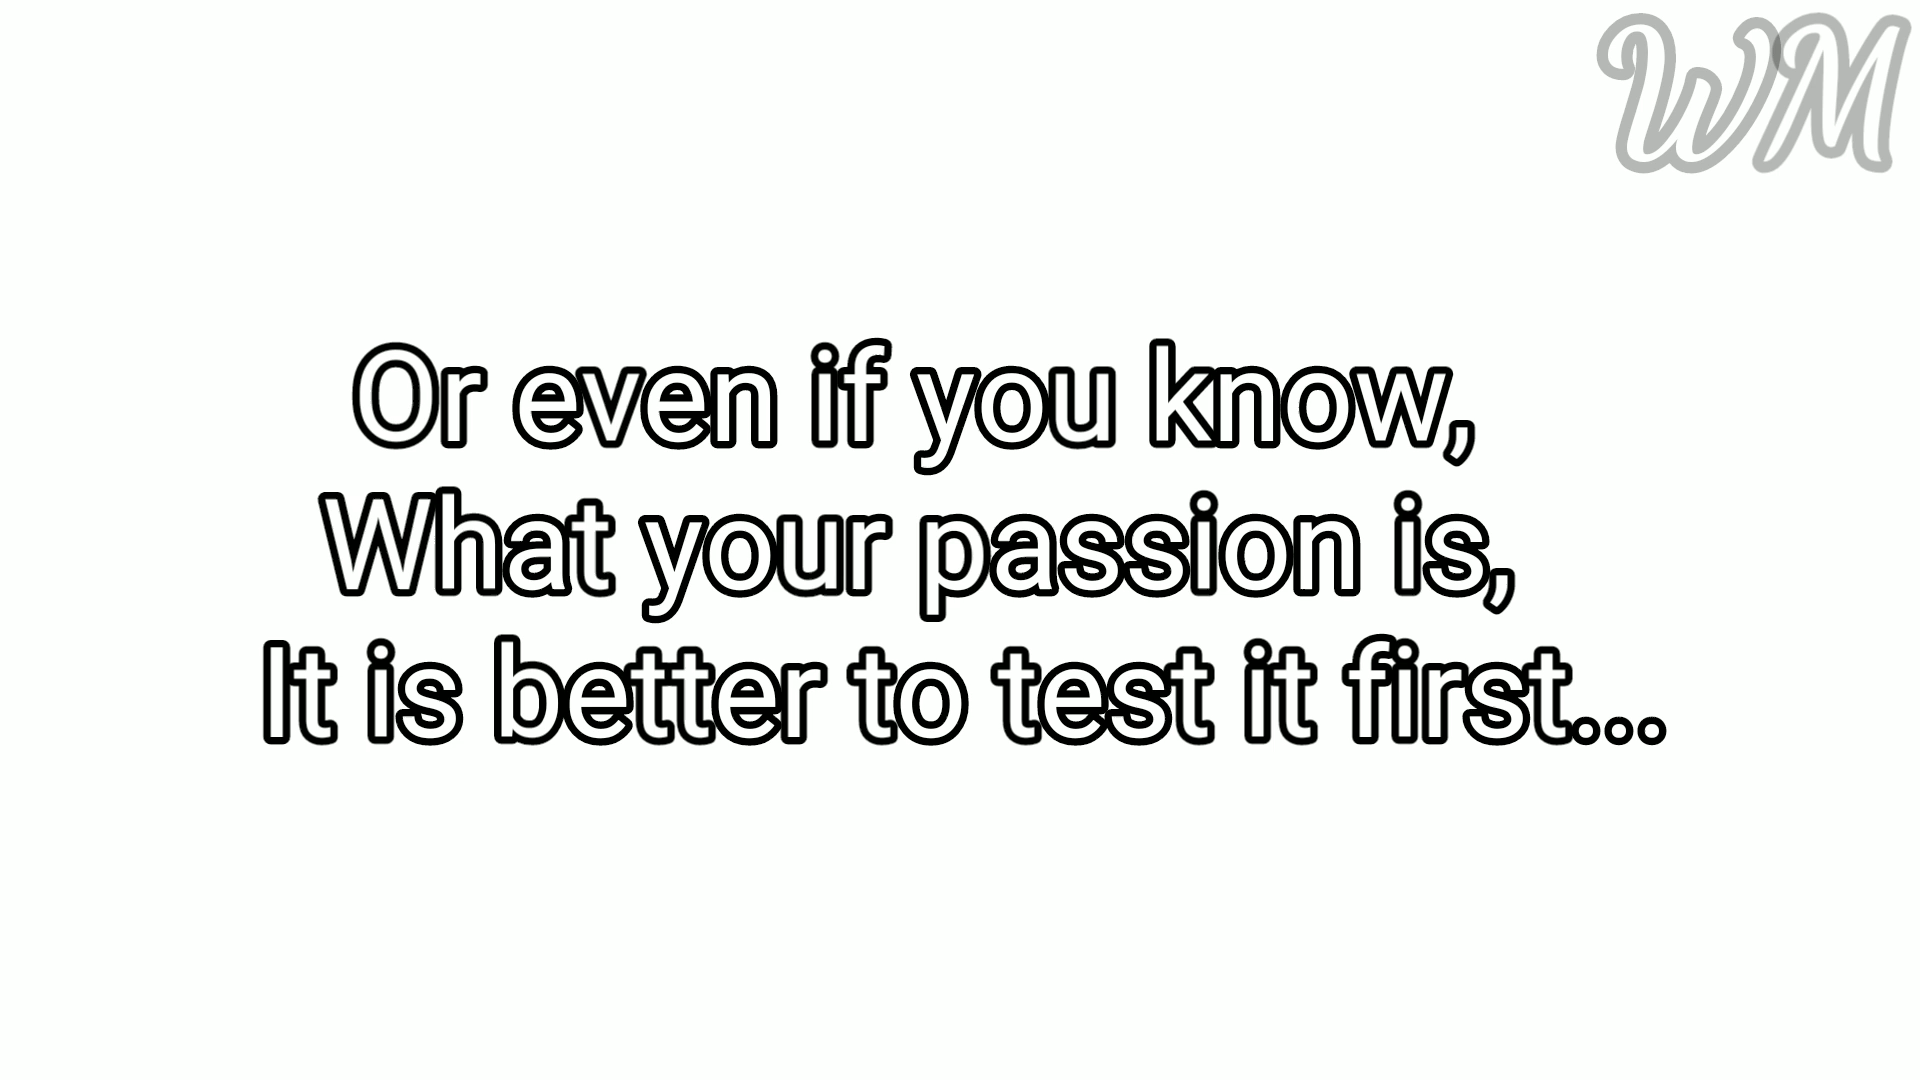 WM
Or even if you know,
What your passion is,
It is better to test it first...